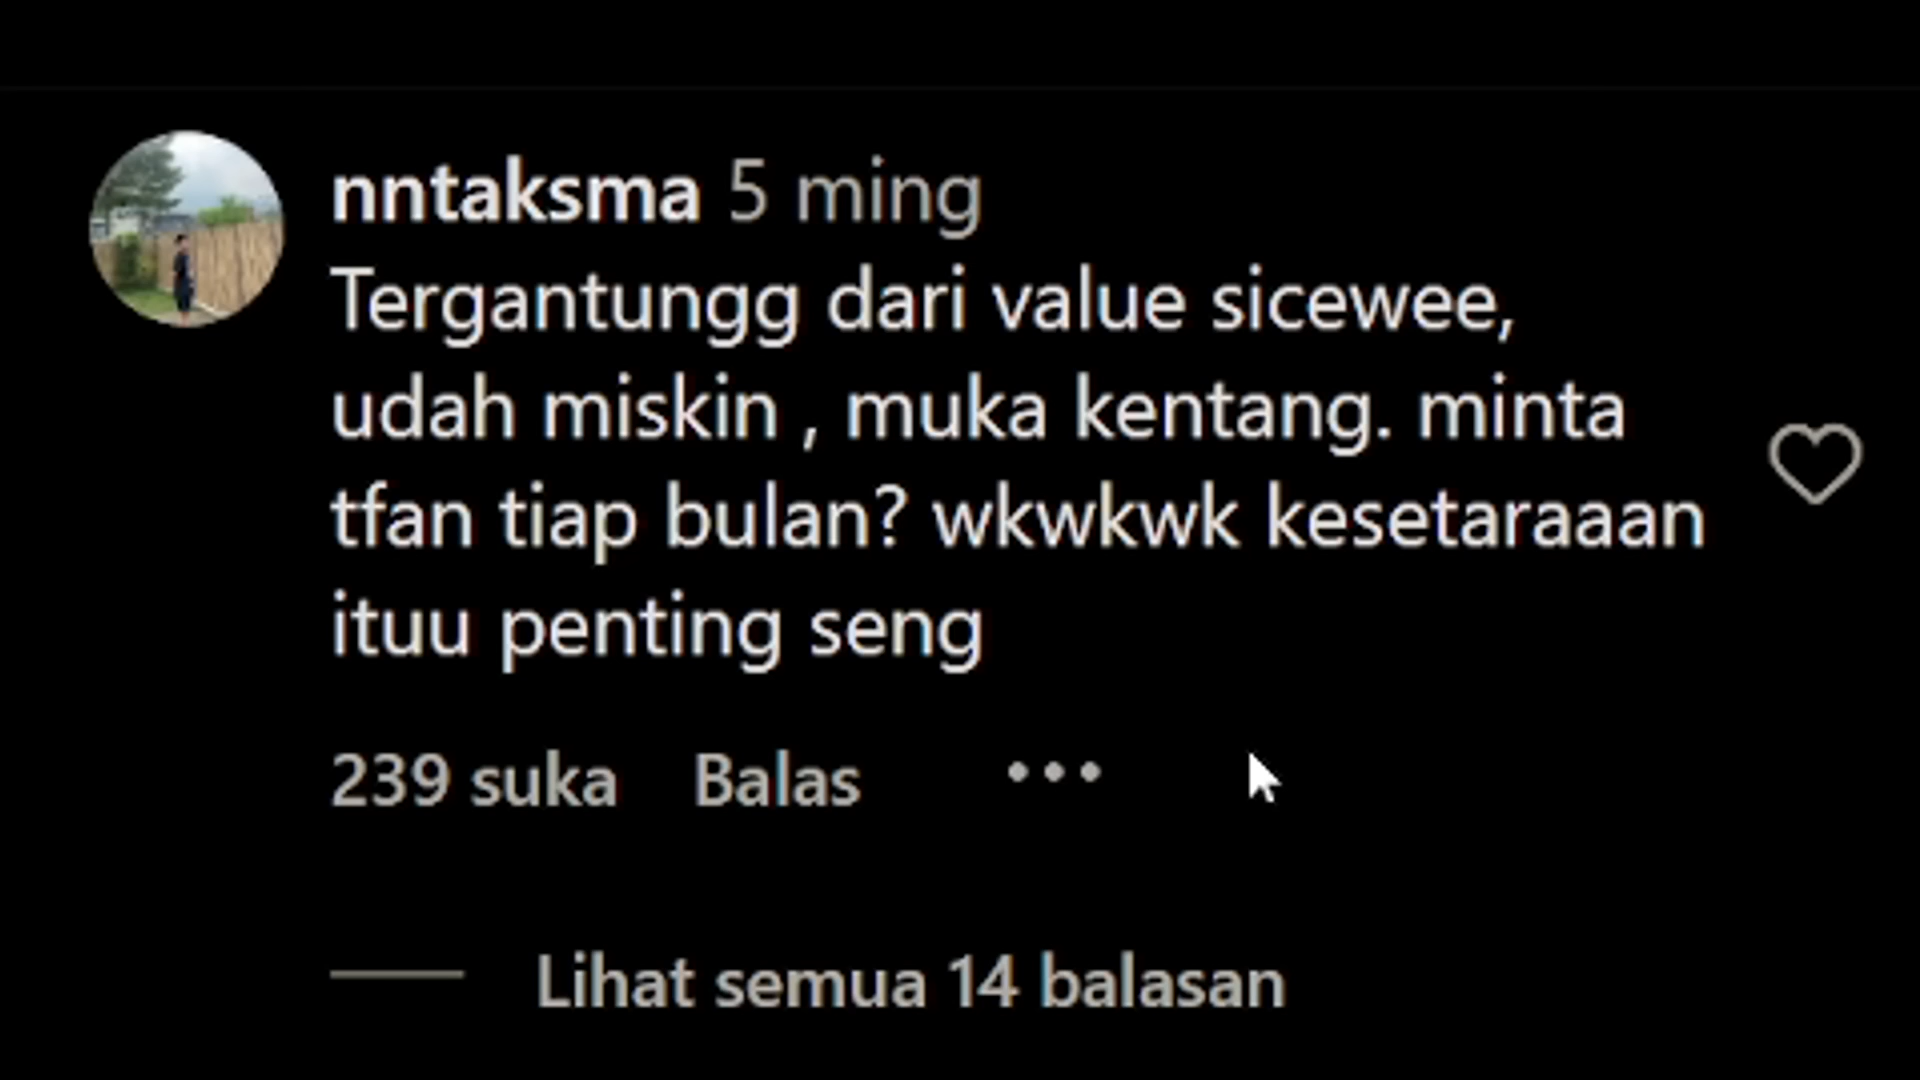 nntaksma 5 ming
Tergantungg dari value sicewee,
udah miskin , muka kentang. minta
tfan tiap bulan? wkwkwk kesetaraaan
ituu penting seng
239 suka Balas
Lihat semua 14 balasan